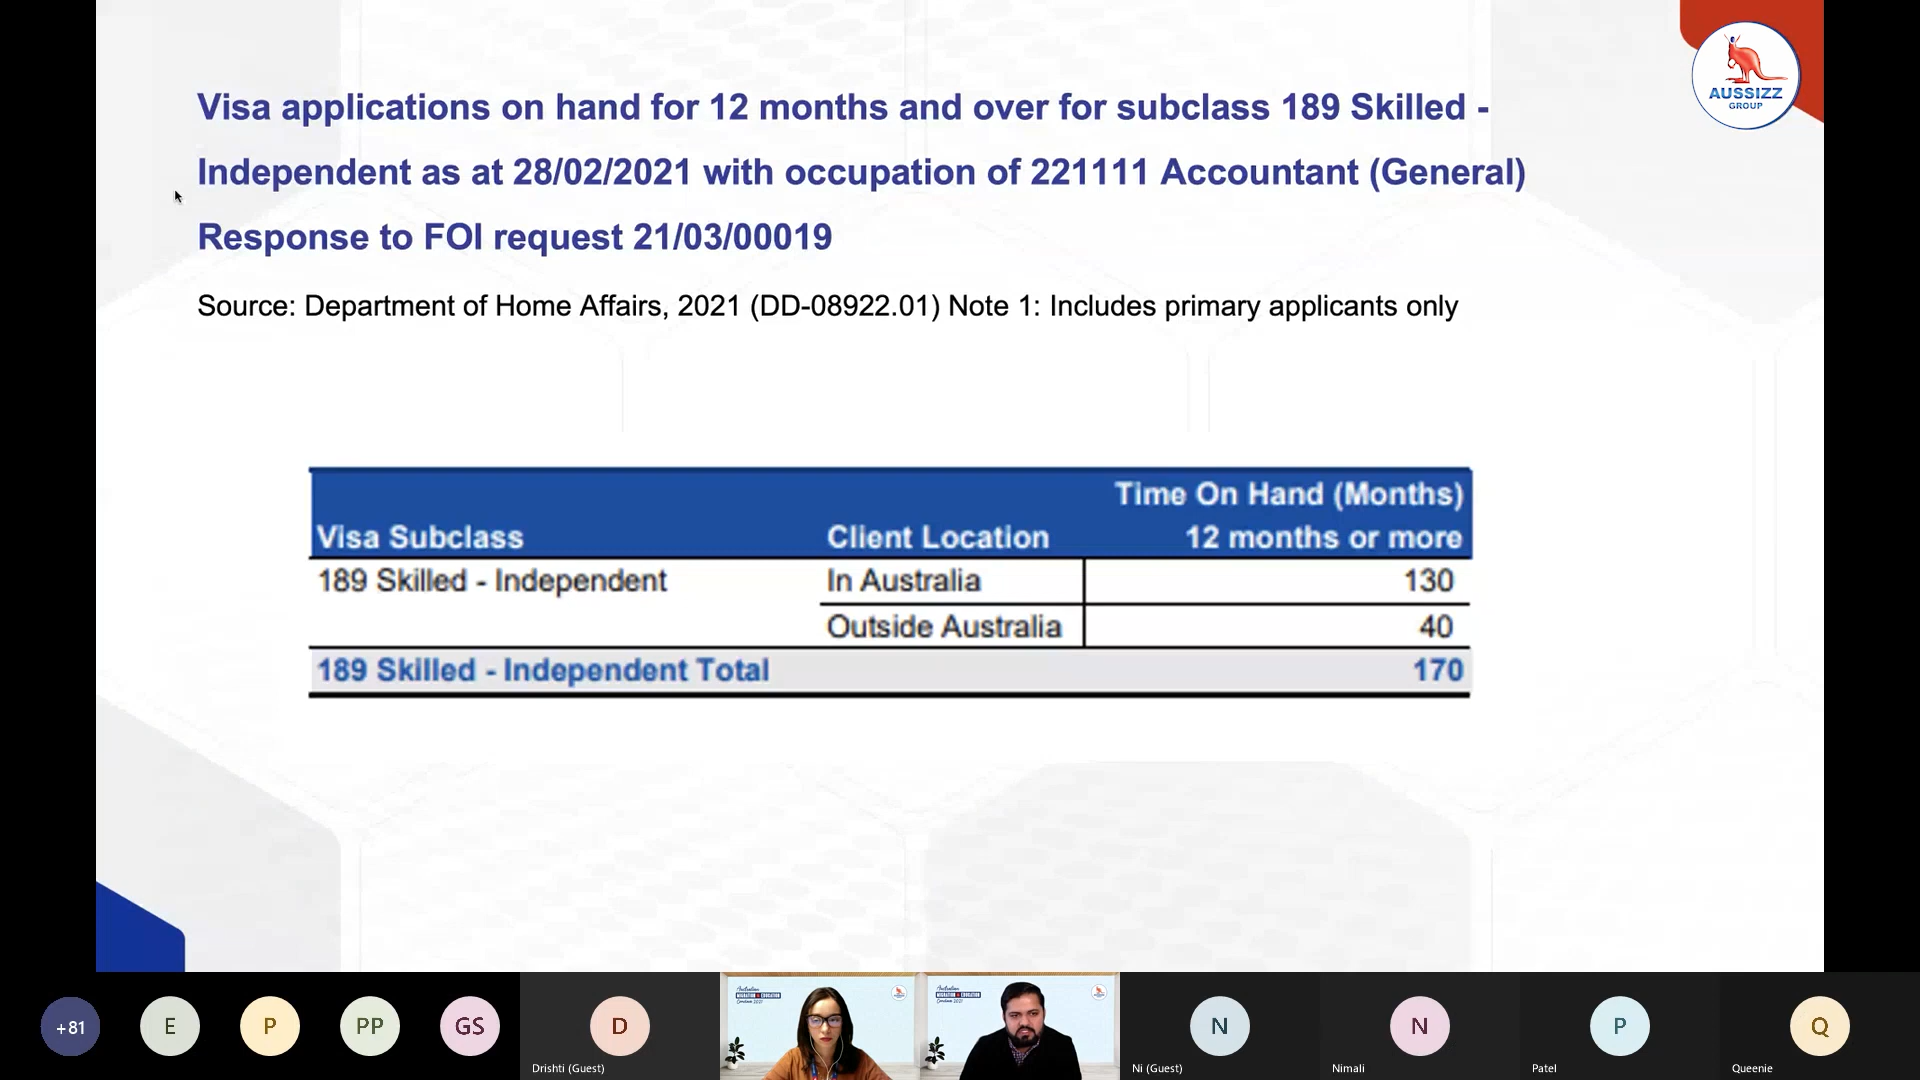 AUSSIZZ
GROUP
Visa applications on hand for 12 months and over for subclass 189 Skilled -
Independent as at 28/02/2021 with occupation of 221111 Accountant (General)
Response to FOI request 21/03/00019
Source: Department of Home Affairs, 2021 (DD-08922.01) Note 1: Includes primary applicants only
Time On Hand (Months)
Visa Subclass Client Location 12 months or more
189 Skilled - Independent In Australia 130
Outside Australia 40
189 Skilled - Independent Total 170
+81 E P PP GS D N N P Q
Drishti (Guest) Ni (Guest) Nimali Patel Queenie